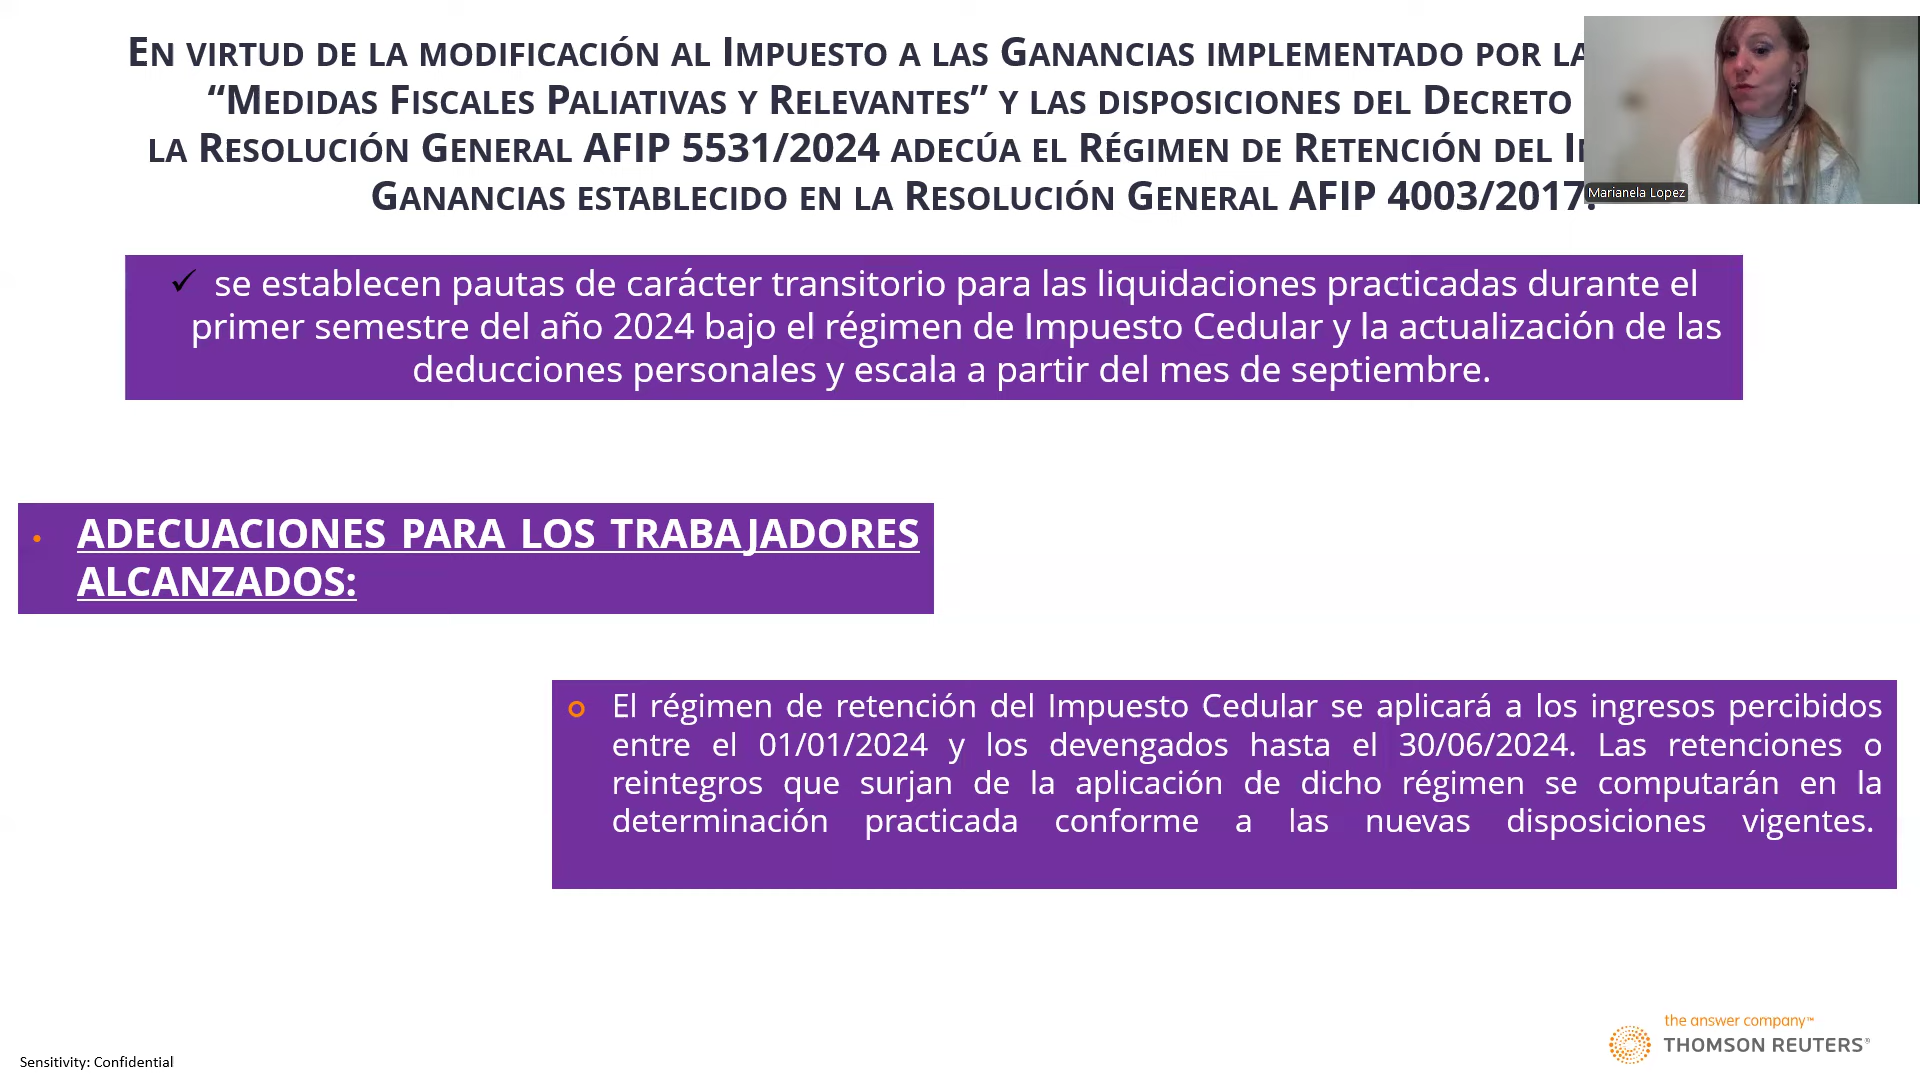 En virtud de la modificación al Impuesto a las Ganancias implementado por la
“Medidas Fiscales Paliativas y Relevantes” y las disposiciones del Decreto
la Resolución General AFIP 5531/2024 adecúa el Régimen de Retención del
Ganancias establecido en la Resolución General AFIP 4003/2017.
Marianela Lopez
✓ se establecen pautas de carácter transitorio para las liquidaciones practicadas durante el
primer semestre del año 2024 bajo el régimen de Impuesto Cedular y la actualización de las
deducciones personales y escala a partir del mes de septiembre.
• ADECUACIONES PARA LOS TRABAJADORES
ALCANZADOS:
El régimen de retención del Impuesto Cedular se aplicará a los ingresos percibidos
entre el 01/01/2024 y los devengados hasta el 30/06/2024. Las retenciones o
reintegros que surjan de la aplicación de dicho régimen se computarán en la
determinación practicada conforme a las nuevas disposiciones vigentes.
the answer company™
THOMSON REUTERS®
Sensitivity: Confidential